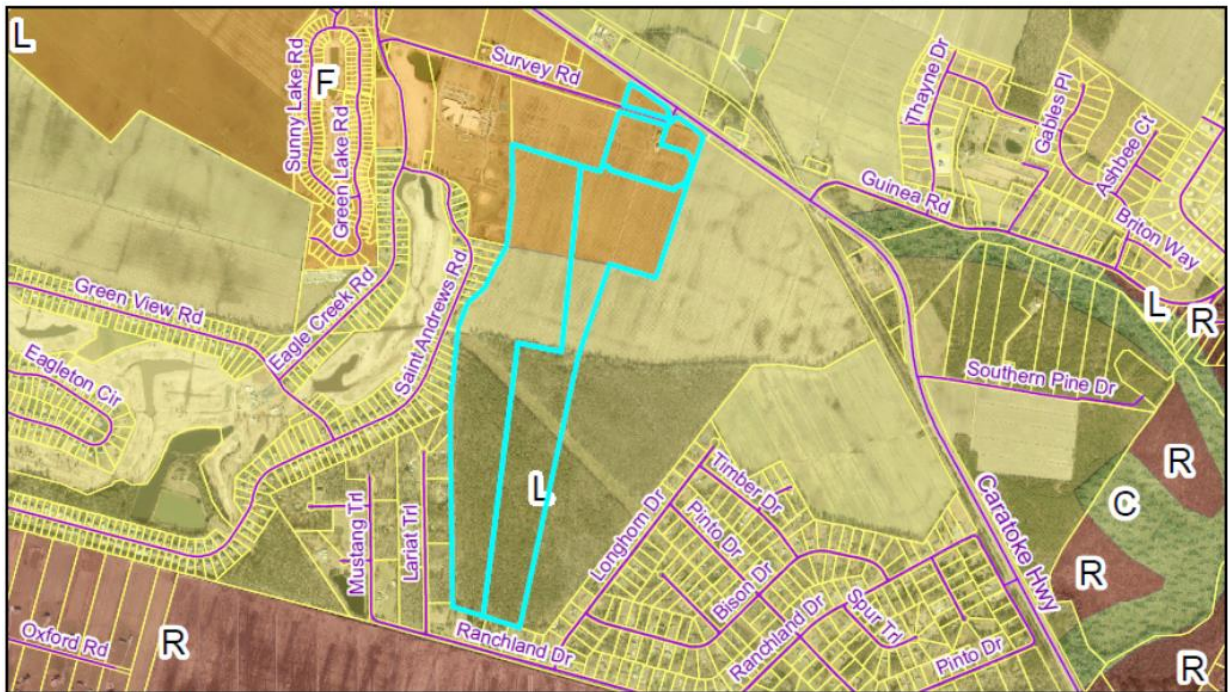 L
Sunny Lake Rd
F
Green Lake Rd
Survey Rd
Thayne Dr
Gables Pl
Ashbee Ct
Guinea Rd
Briton Way
Green View Rd
Eagle Creek Rd
Saint Andrews Rd
L
R
Eagleton Cir
Southern Pine Dr
Mustang Trl
Lariat Trl
L
Longhorn Dr
Timber Dr
Pinto Dr
Bison Dr
Caratoke Hwy
R
C
R
Ranchland Dr
Ranchland Dr
Spur Trl
Pinto Dr
Oxford Rd
R
R